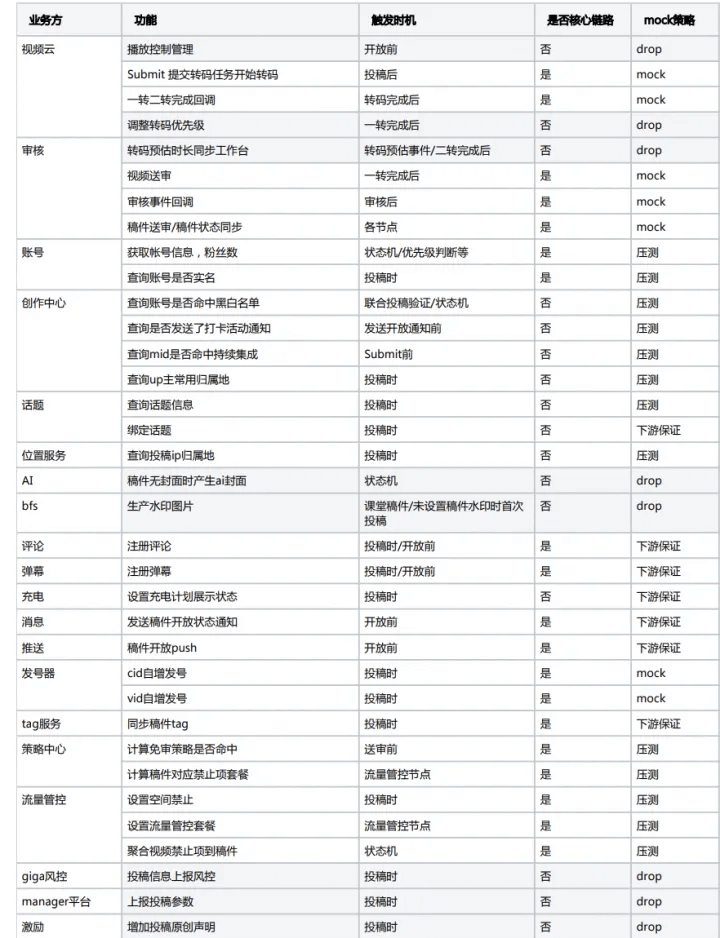 业务方 功能 触发时机 是否核心链路 mock策略
视频云 播放控制管理 开放前 否 drop
Submit 提交转码任务开始转码 投稿后 是 mock
一转二转完成回调 转码完成后 是 mock
调整转码优先级 一转完成后 否 drop
审核 转码预估时长同步工作台 转码预估事件/二转完成后 否 drop
视频送审 一转完成后 是 mock
审核事件回调 审核后 是 mock
稿件送审/稿件状态同步 各节点 是 mock
账号 获取帐号信息，粉丝数 状态机/优先级判断等 是 压测
查询账号是否实名 投稿时 是 压测
创作中心 查询账号是否命中黑白名单 联合投稿验证/状态机 否 压测
查询是否发送了打卡活动通知 发送开放通知前 否 压测
查询mid是否命中持续集成 Submit前 否 压测
查询up主常用归属地 投稿时 否 压测
话题 查询话题信息 投稿时 否 压测
绑定话题 投稿时 否 下游保证
位置服务 查询投稿ip归属地 投稿时 否 压测
AI 稿件无封面时产生ai封面 状态机 否 drop
bfs 生产水印图片 课堂稿件/未设置稿件水印时首次 否 drop
投稿
评论 注册评论 投稿时/开放前 是 下游保证
弹幕 注册弹幕 投稿时/开放前 是 下游保证
充电 设置充电计划展示状态 投稿时 否 下游保证
消息 发送稿件开放状态通知 开放前 是 下游保证
推送 稿件开放push 开放前 是 下游保证
发号器 cid自增发号 投稿时 是 mock
vid自增发号 投稿时 是 mock
tag服务 同步稿件tag 投稿时 是 下游保证
策略中心 计算免审策略是否命中 送审前 是 压测
计算稿件对应禁止项套餐 流量管控节点 是 压测
流量管控 设置空间禁止 投稿时 是 压测
设置流量管控套餐 流量管控节点 是 压测
聚合视频禁止项到稿件 状态机 是 压测
giga风控 投稿信息上报风控 投稿时 否 drop
manager平台 上报投稿参数 投稿时 否 drop
激励 增加投稿原创声明 投稿时 否 drop